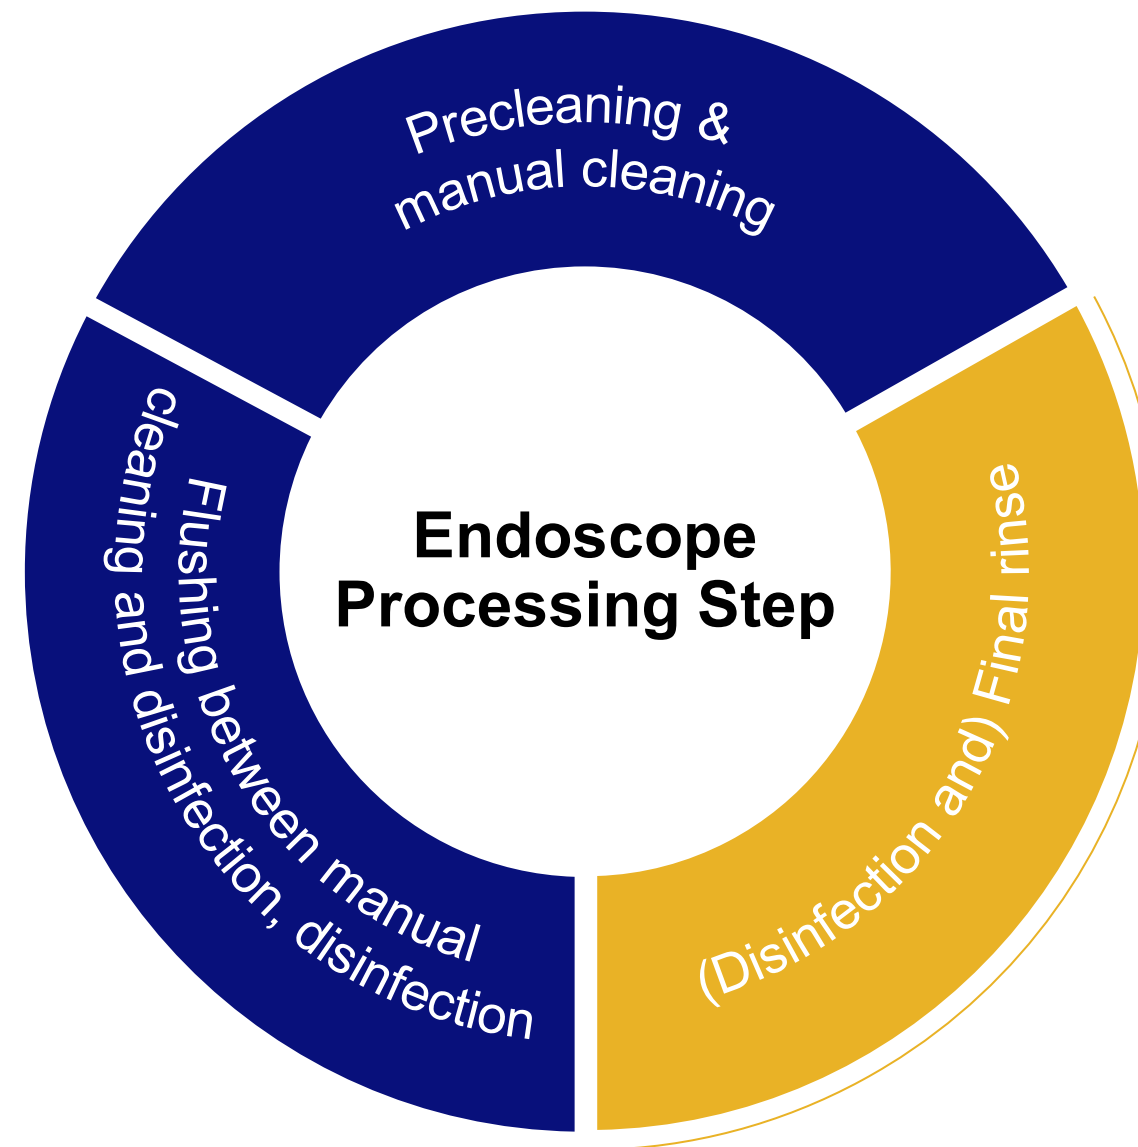 Precleaning &
manual cleaning
Endoscope
Processing Step
(Disinfection and) Final rinse
Flushing between manual
cleaning and disinfection, disinfection